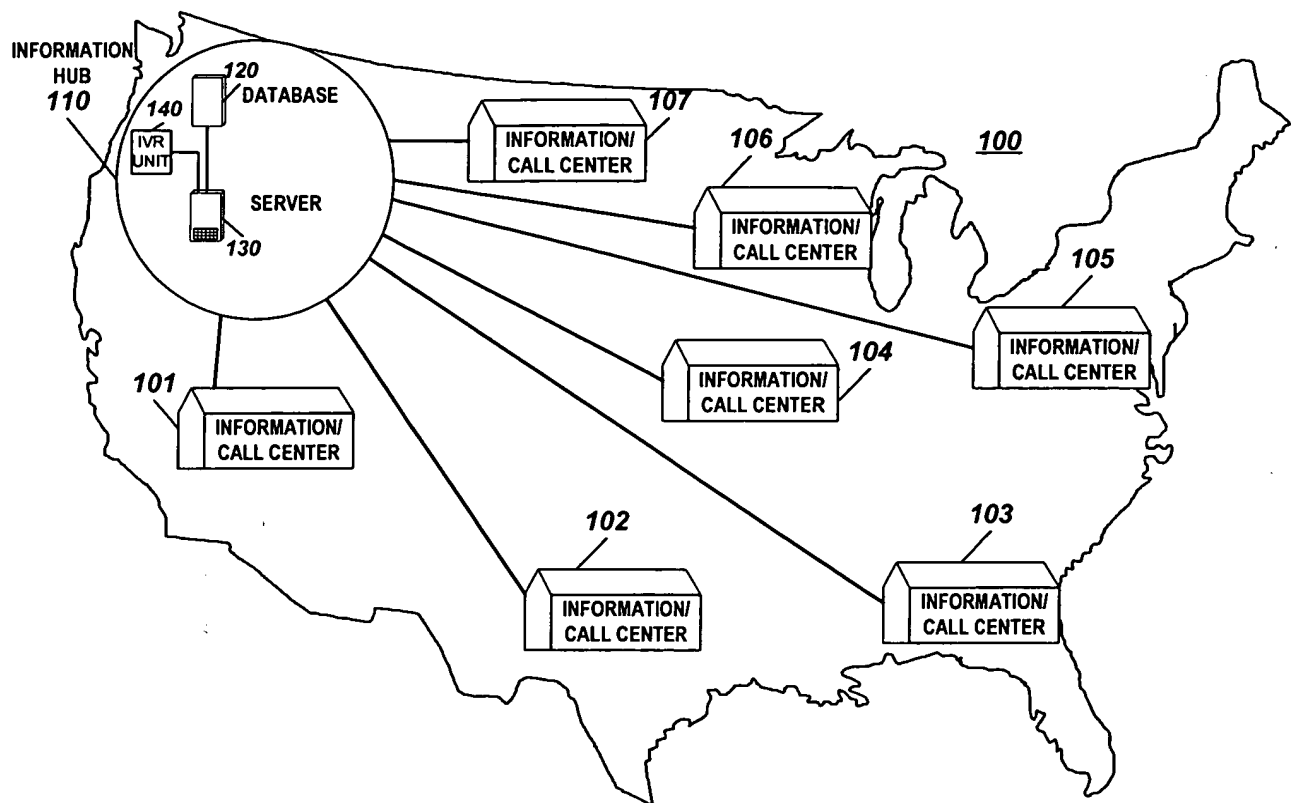 INFORMATION
HUB
110
120
DATABASE
140
IVR
UNIT
SERVER
130
107
INFORMATION/
CALL CENTER
106
INFORMATION/
CALL CENTER
100
105
INFORMATION/
CALL CENTER
104
INFORMATION/
CALL CENTER
101
INFORMATION/
CALL CENTER
102
INFORMATION/
CALL CENTER
103
INFORMATION/
CALL CENTER